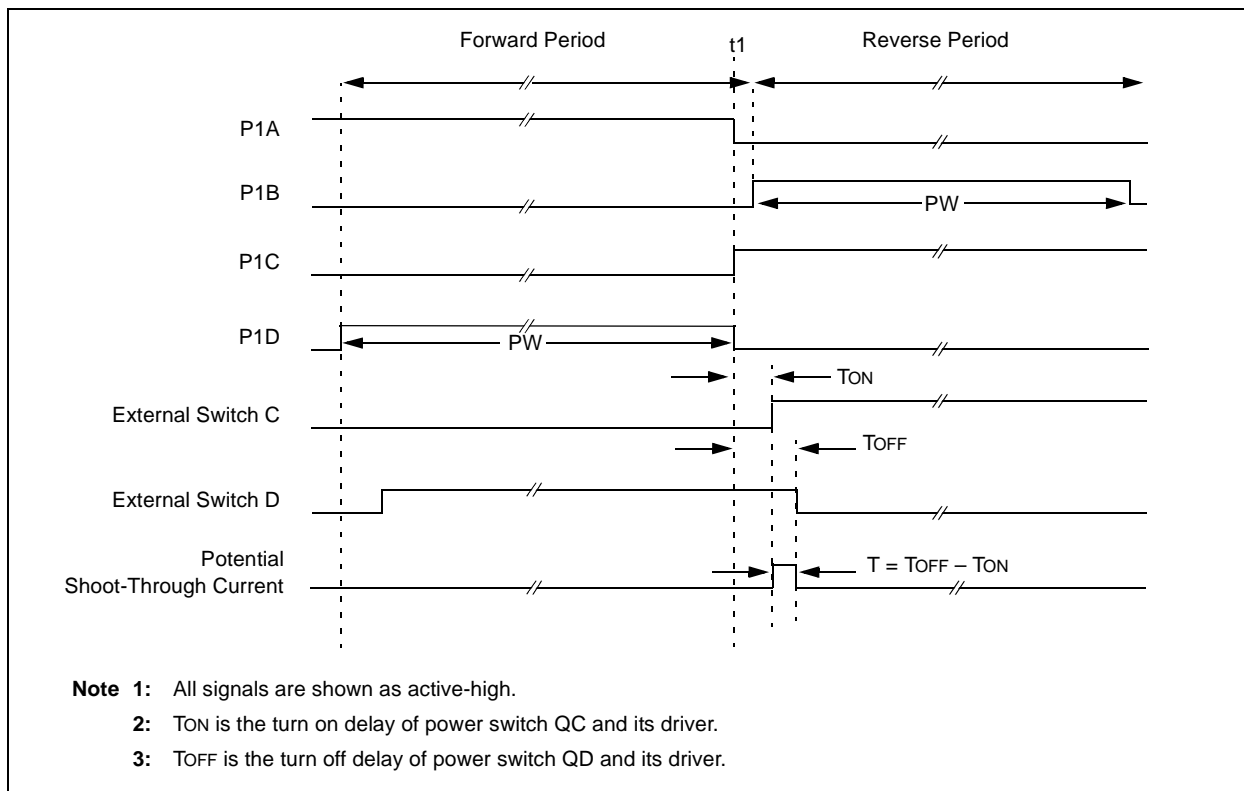 Forward Period
t1
Reverse Period
P1A
P1B
PW
P1C
P1D
PW
TON
External Switch C
TOFF
External Switch D
Potential
Shoot-Through Current
T = TOFF – TON
Note 1: All signals are shown as active-high.
2: TON is the turn on delay of power switch QC and its driver.
3: TOFF is the turn off delay of power switch QD and its driver.